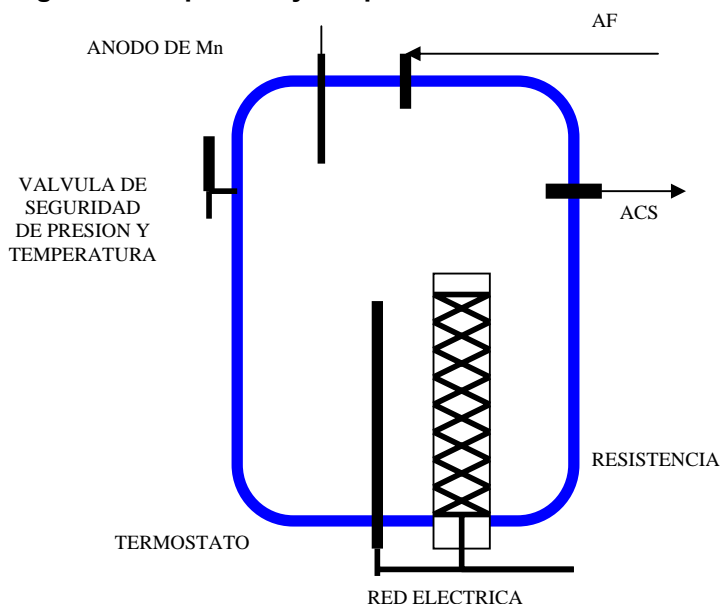 AF
ANODO DE Mn
VALVULA DE
SEGURIDAD
DE PRESION Y
TEMPERATURA
ACS
RESISTENCIA
TERMOSTATO
RED ELECTRICA